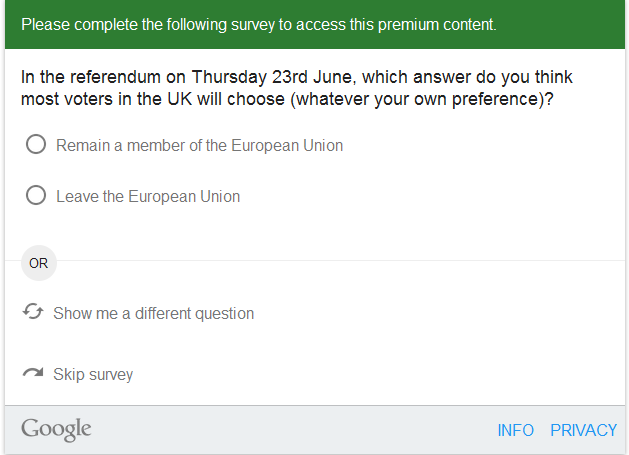 Please complete the following survey to access this premium content.
In the referendum on Thursday 23rd June, which answer do you think
most voters in the UK will choose (whatever your own preference)?
Remain a member of the European Union
Leave the European Union
OR
Show me a different question
Skip survey
Google INFO PRIVACY